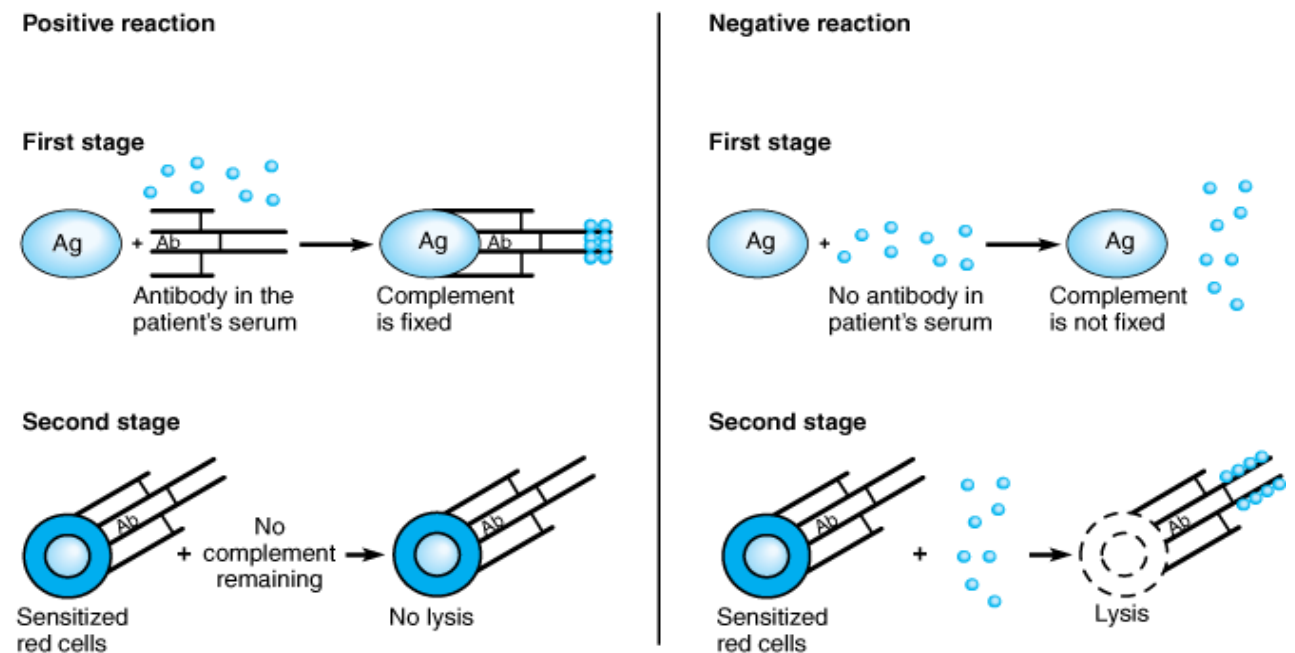 Positive reaction
First stage
Ag
+
Ab
Ag
Ab
Antibody in the
patient's serum
Complement
is fixed
Second stage
Ab
+
No
complement
remaining
Ab
Sensitized
red cells
No lysis
Negative reaction
First stage
Ag
+
Ag
No antibody in
patient's serum
Complement
is not fixed
Second stage
Ab
+
Ab
Sensitized
red cells
Lysis